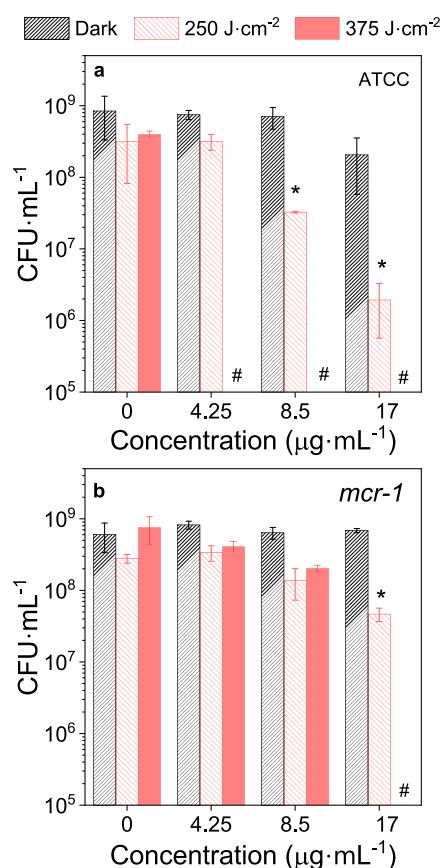 Dark 250 J·cm⁻² 375 J·cm⁻²
a ATCC
10⁹
10⁸
10⁷
10⁶
10⁵
CFU·mL⁻¹
* * # # #
0 4.25 8.5 17
Concentration (μg·mL⁻¹)
b mcr-1
10⁹
10⁸
10⁷
10⁶
10⁵
CFU·mL⁻¹
* #
0 4.25 8.5 17
Concentration (μg·mL⁻¹)